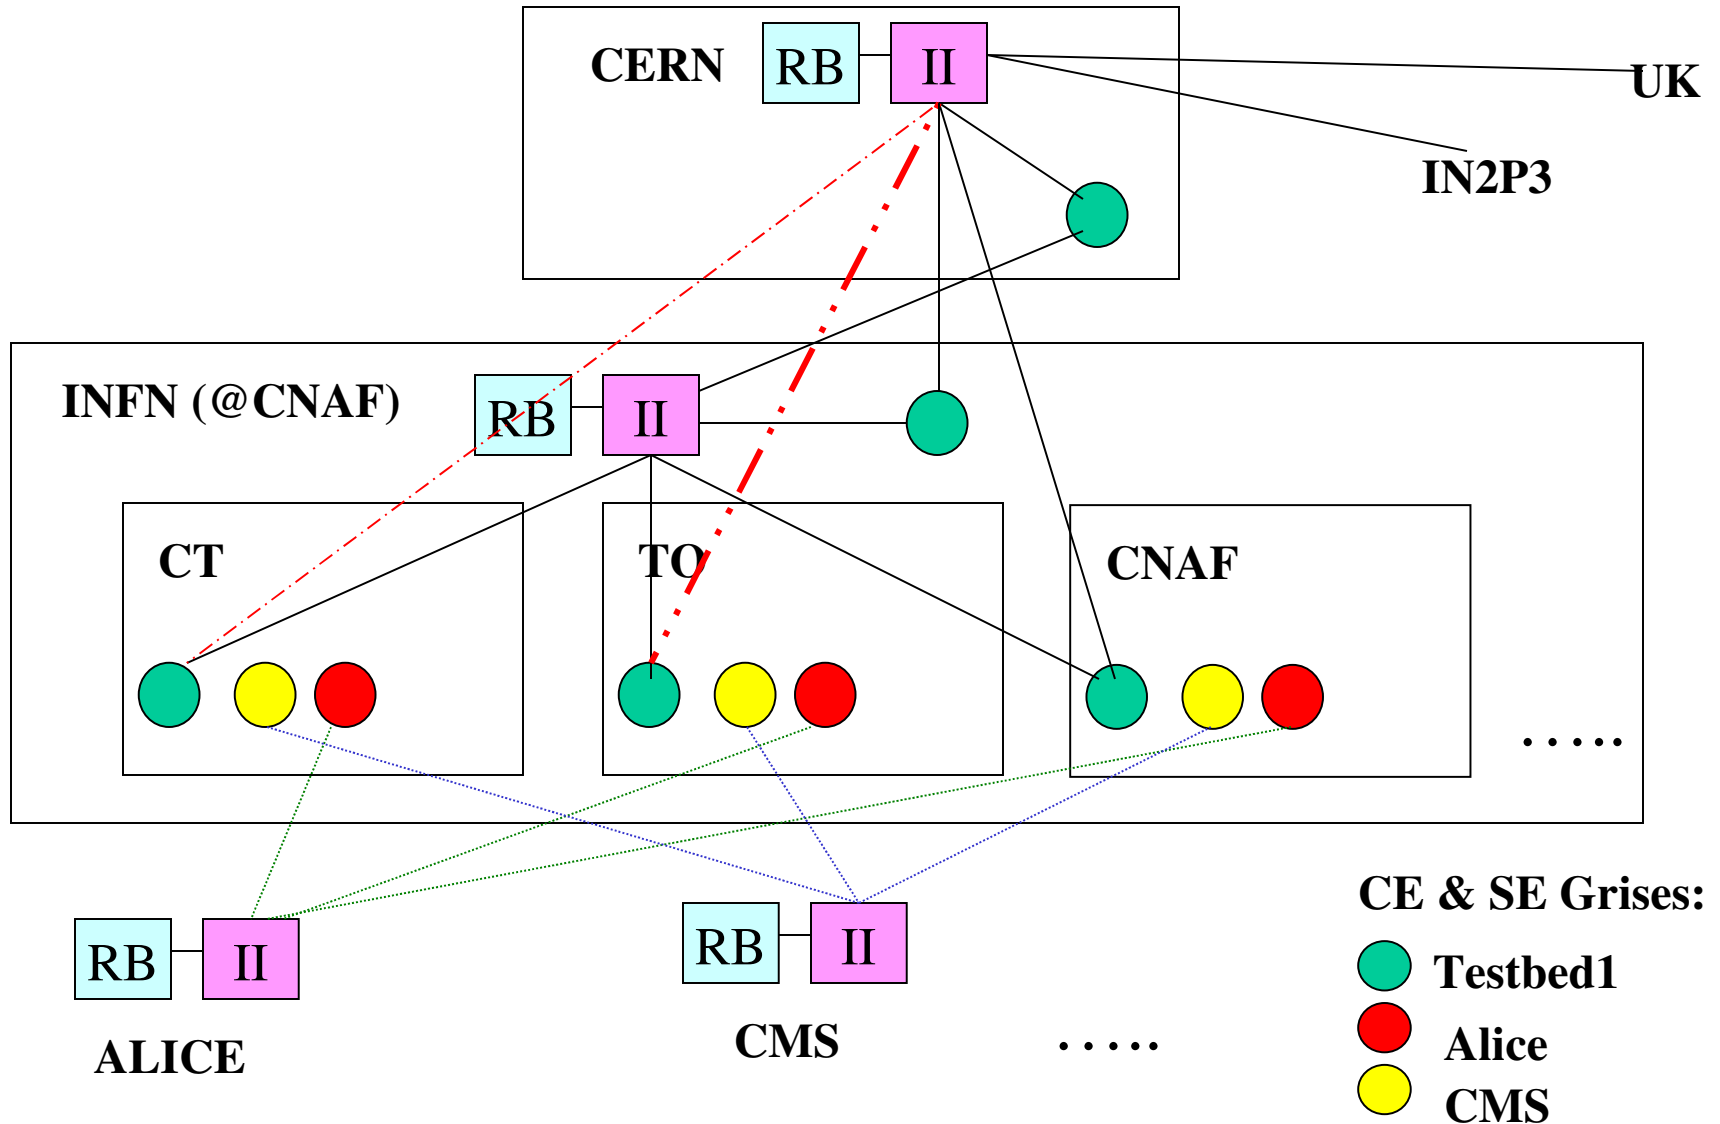 CERN RB II
UK
IN2P3
INFN (@CNAF) RB II
CT TO CNAF
.....
RB II
ALICE
RB II
CMS
.....
CE & SE Grises:
Testbed1
Alice
CMS